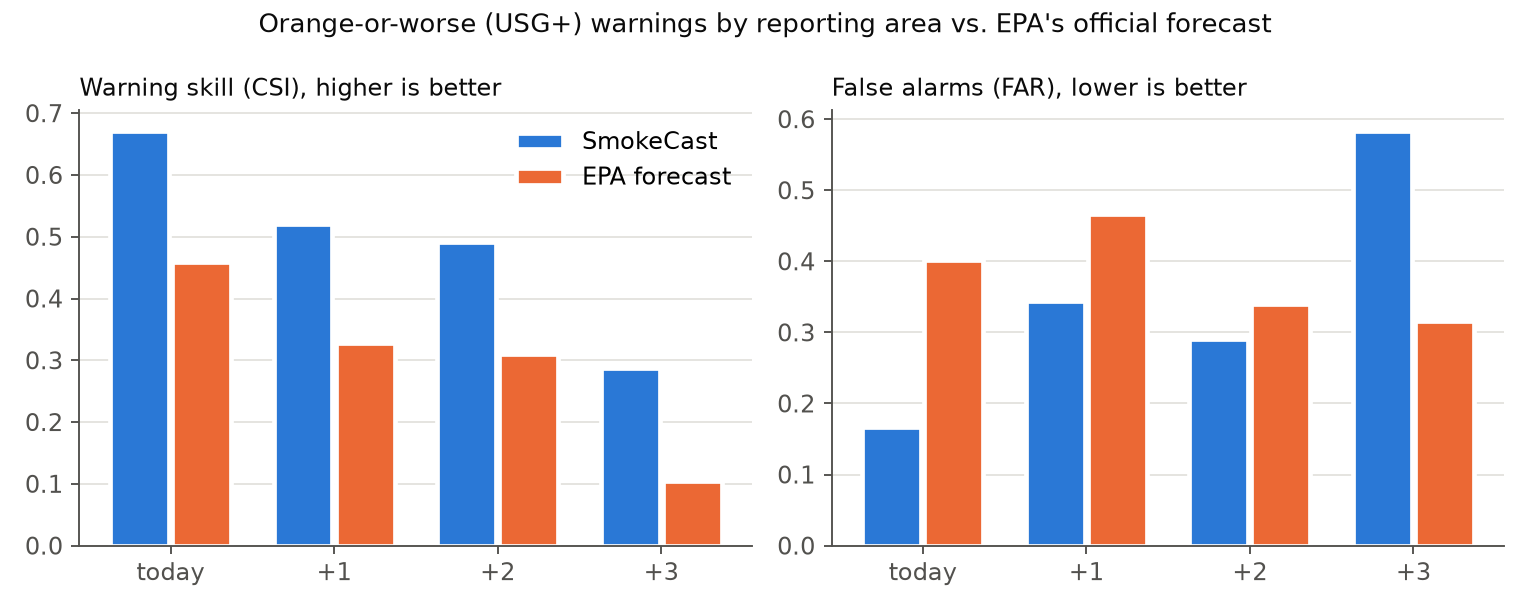 Orange-or-worse (USG+) warnings by reporting area vs. EPA's official forecast
Warning skill (CSI), higher is better
0.7
0.6
0.5
0.4
0.3
0.2
0.1
0.0
today +1 +2 +3
SmokeCast
EPA forecast
False alarms (FAR), lower is better
0.6
0.5
0.4
0.3
0.2
0.1
0.0
today +1 +2 +3